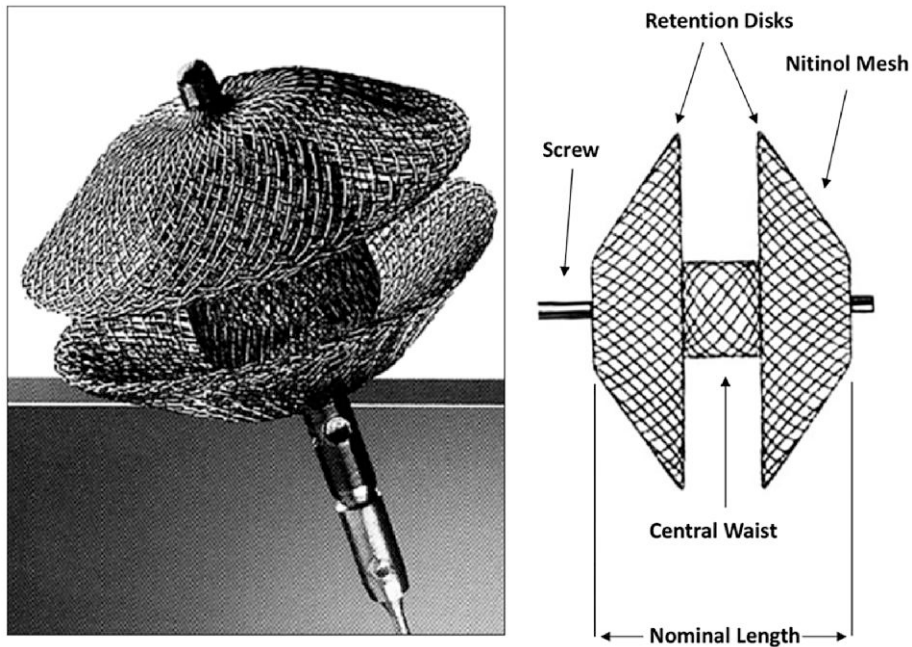 Retention Disks
Nitinol Mesh
Screw
Central Waist
Nominal Length